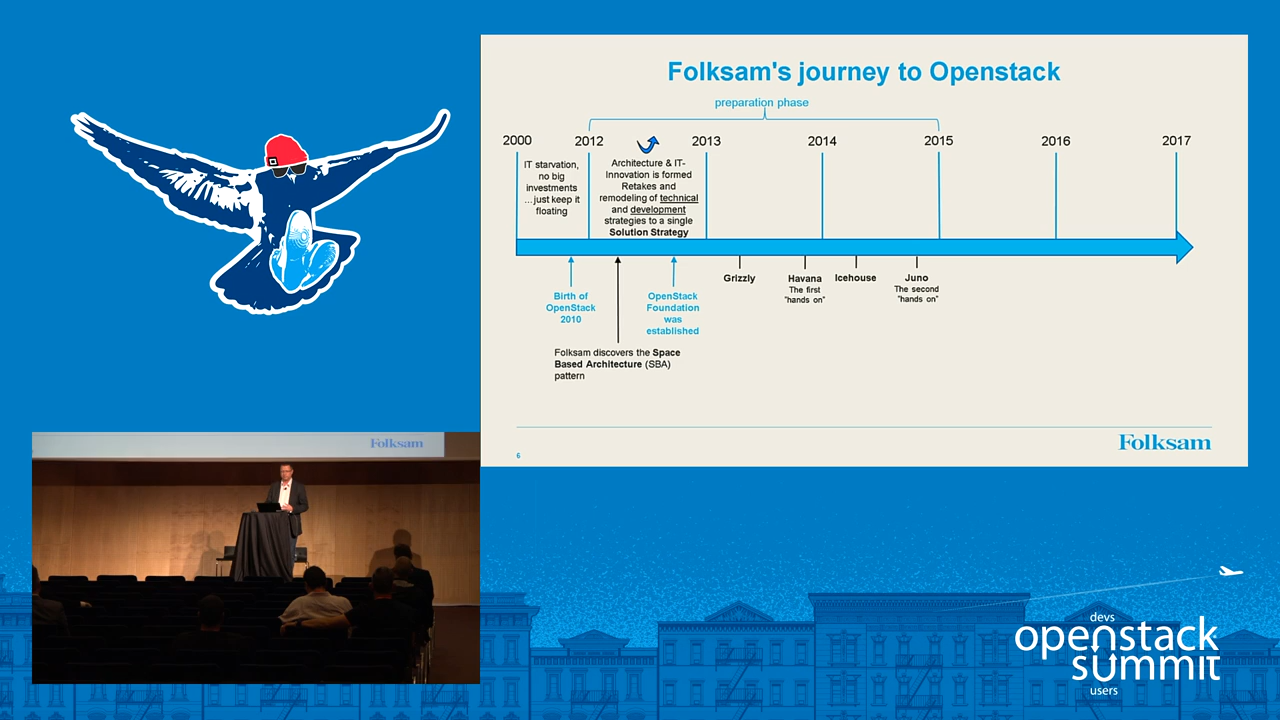 Folksam's journey to Openstack
preparation phase
2000
2012
2013
2014
2015
2016
2017
IT starvation,
no big
investments
...just keep it
floating
Architecture & IT-
Innovation is formed
Retakes and
remodeling of technical
and development
strategies to a single
Solution Strategy
Birth of
OpenStack
2010
OpenStack
Foundation
was
established
Grizzly
Havana
The first
"hands on"
Icehouse
Juno
The second
"hands on"
Folksam discovers the Space
Based Architecture (SBA)
pattern
6
Folksam
Folksam
devs
openstack
summit
users